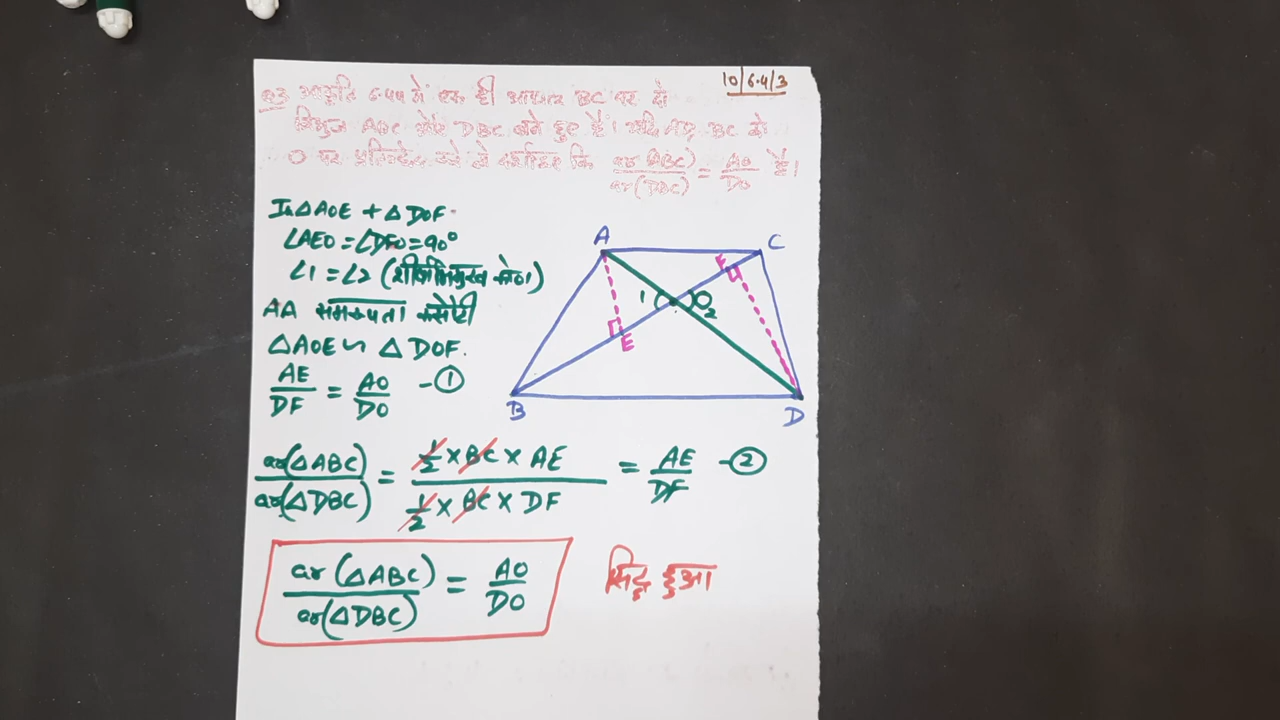 10/6.4/3
Q3 आकृति 6.44 में एक ही आधार BC पर दो
त्रिभुज ABC और DBC बने हुए हैं। यदि AD, BC को
O पर प्रतिच्छेद करे तो दर्शाइए कि ar(ABC)/ar(DBC) = AO/DO है।
In △AOE + △DOF.
∠AEO = ∠DFO = 90°
∠1 = ∠2 (शीर्षाभिमुख कोण)
AA समरूपता कसौटी
△AOE ∽ △DOF.
AE/DF = AO/DO - ①
ar(△ABC)/ar(△DBC) = ½ × BC × AE / ½ × BC × DF = AE/DF - ②
ar(△ABC)/ar(△DBC) = AO/DO सिद्ध हुआ
A
C
F
1
O
2
E
B
D